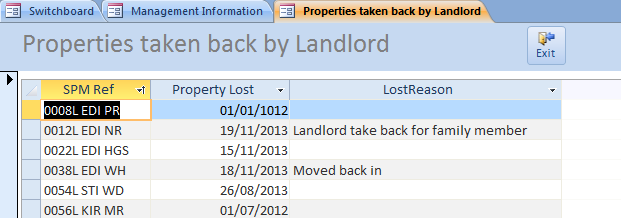 Switchboard Management Information Properties taken back by Landlord
Properties taken back by Landlord
Exit
SPM Ref Property Lost LostReason
0008L EDI PR 01/01/1012
0012L EDI NR 19/11/2013 Landlord take back for family member
0022L EDI HGS 15/11/2013
0038L EDI WH 18/11/2013 Moved back in
0054L STI WD 26/08/2013
0056L KIR MR 01/07/2012